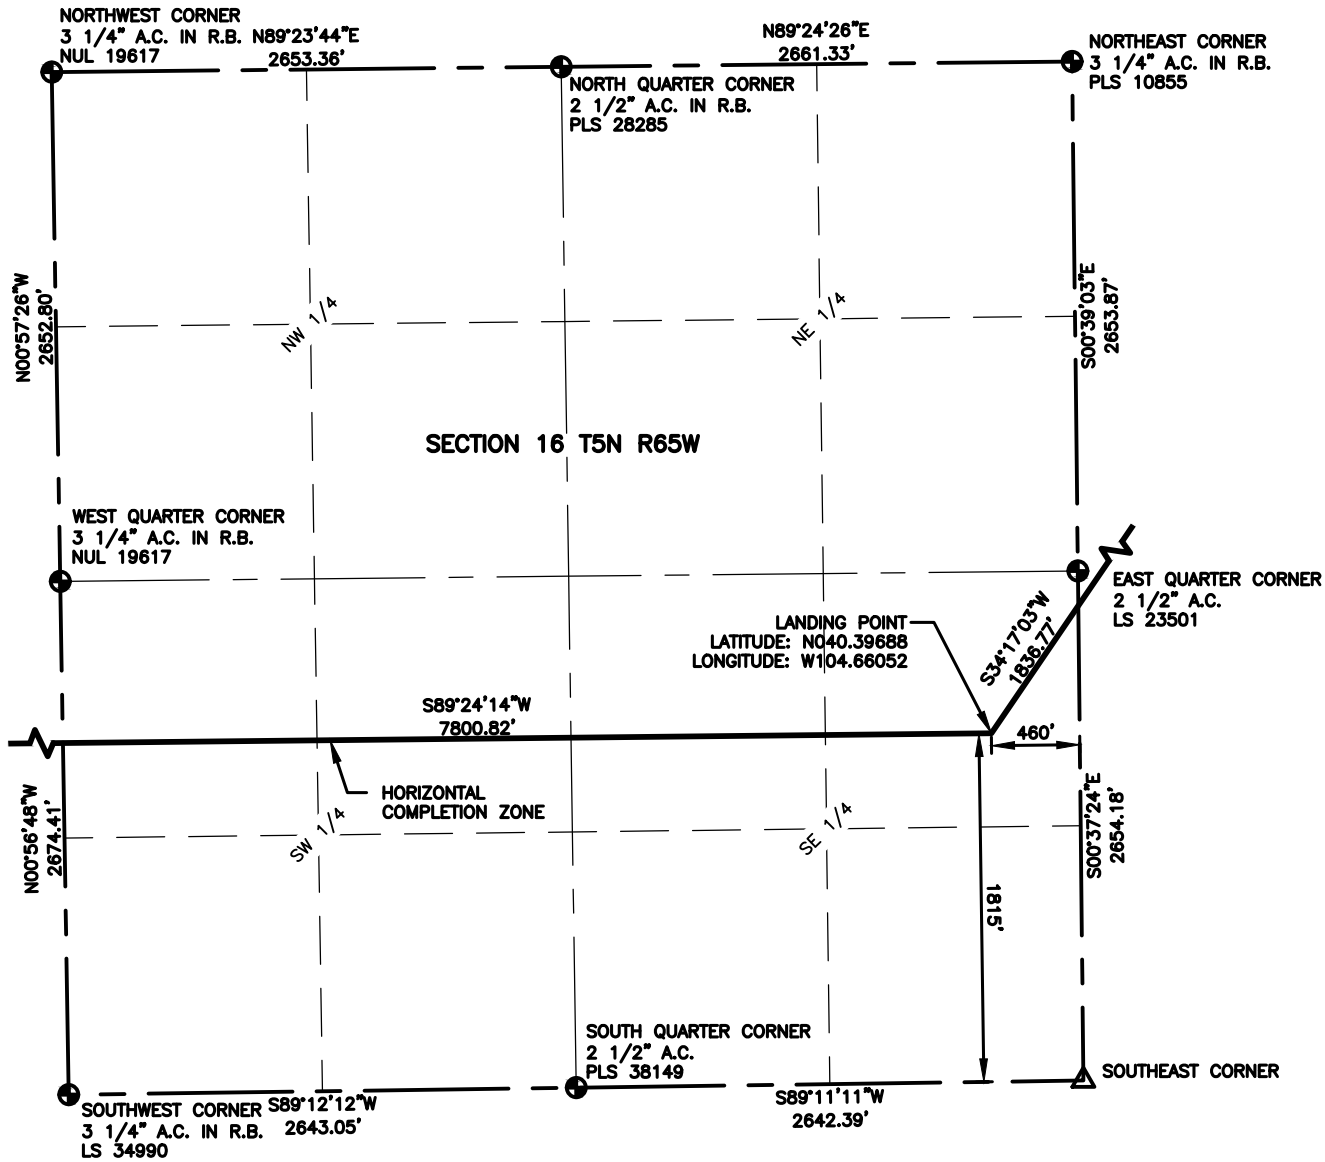 NORTHWEST CORNER
3 1/4" A.C. IN R.B.
NUL 19617
N89°23'44"E
2653.36'
N89°24'26"E
2661.33'
NORTHEAST CORNER
3 1/4" A.C. IN R.B.
PLS 10855
NORTH QUARTER CORNER
2 1/2" A.C. IN R.B.
PLS 28285
N00°57'26"W
2652.80'
NW 1/4
NE 1/4
S00°39'03"E
2653.87'
SECTION 16 T5N R65W
WEST QUARTER CORNER
3 1/4" A.C. IN R.B.
NUL 19617
EAST QUARTER CORNER
2 1/2" A.C.
LS 23501
LANDING POINT
LATITUDE: N040.39688
LONGITUDE: W104.66052
S34°17'03"W
1836.77'
S89°24'14"W
7800.82'
460'
HORIZONTAL
COMPLETION ZONE
N00°56'48"W
2674.41'
SW 1/4
SE 1/4
S00°37'24"E
2654.18'
1815'
SOUTH QUARTER CORNER
2 1/2" A.C.
PLS 38149
SOUTHEAST CORNER
SOUTHWEST CORNER
3 1/4" A.C. IN R.B.
LS 34990
S89°12'12"W
2643.05'
S89°11'11"W
2642.39'